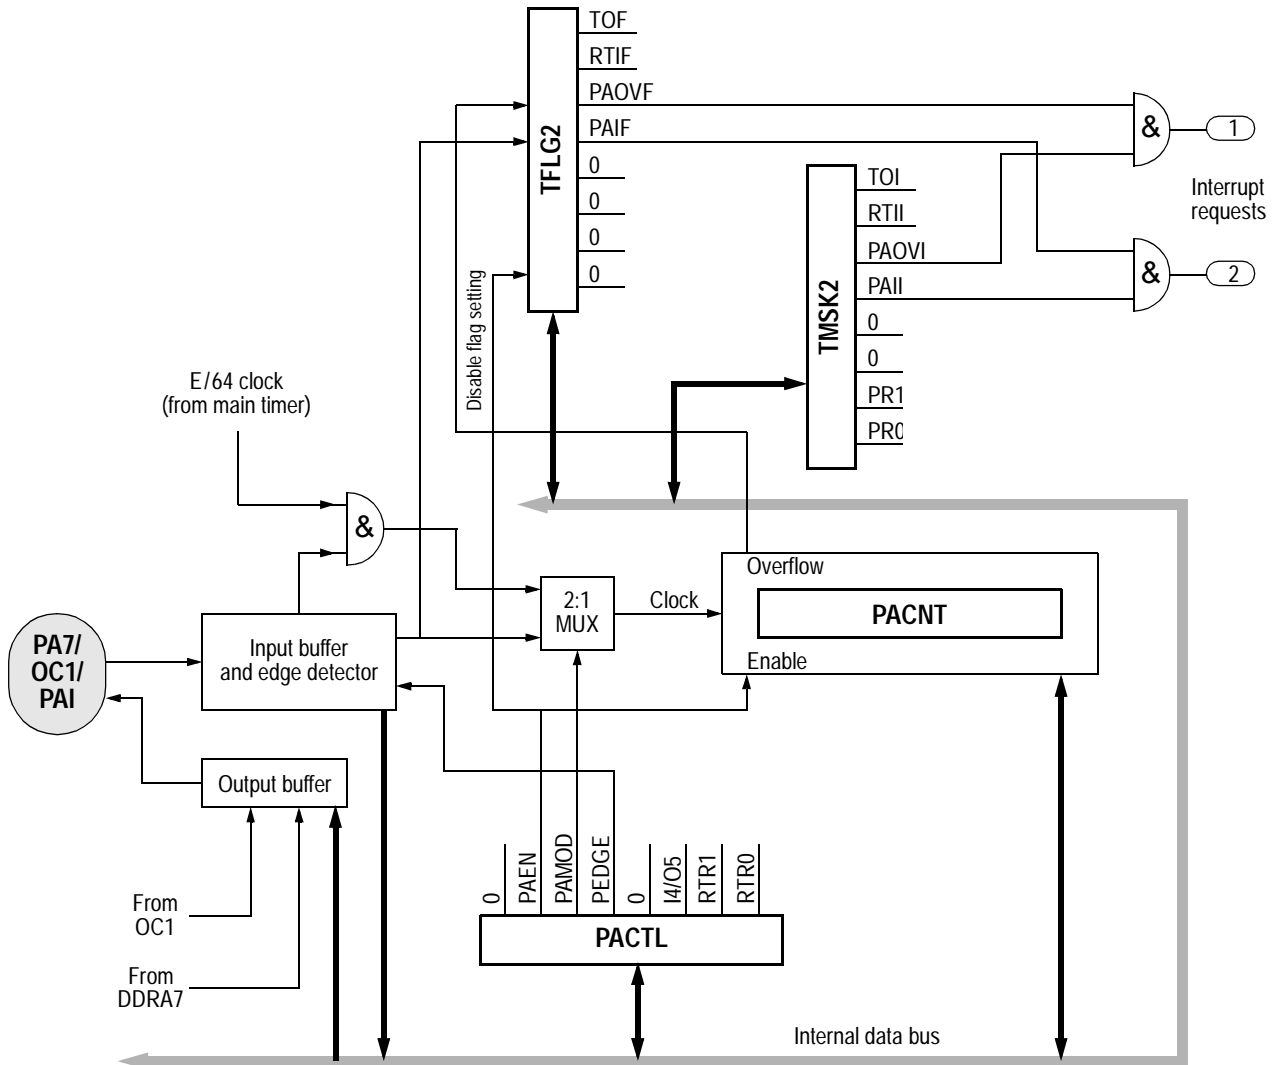 TOF
RTIF
PAOVF
PAIF
0
0
0
0
TFLG2
Disable flag setting
TOI
RTII
PAOVI
PAII
0
0
PR1
PR0
TMSK2
&
1
Interrupt
requests
&
2
E/64 clock
(from main timer)
&
2:1
MUX
Clock
Overflow
PACNT
Enable
PA7/
OC1/
PAI
Input buffer
and edge detector
Output buffer
From
OC1
From
DDRA7
0
PAEN
PAMOD
PEDGE
0
I4/O5
RTR1
RTR0
PACTL
Internal data bus